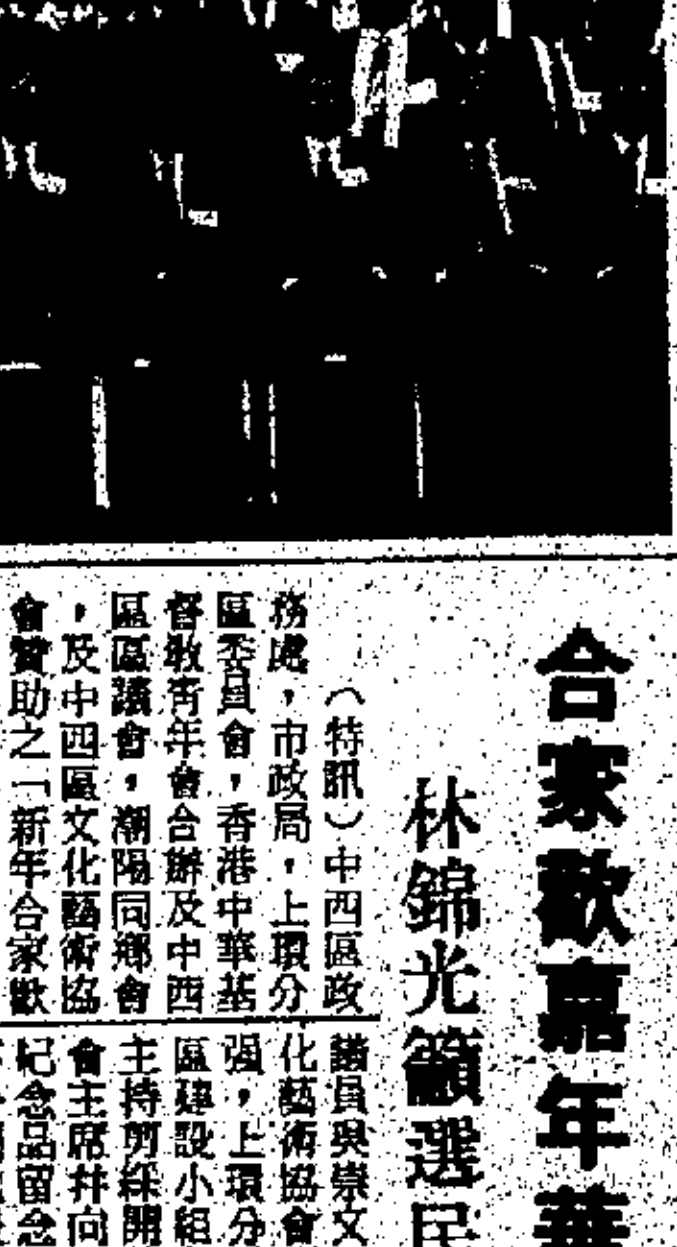 合家歡嘉年華
林錦光籲選民
（特訊）中西區政
務處，市政局，上環分
區委員會，香港中華基
督教青年會合辦及中西
區區議會，潮陽同鄉會
，及中西區文化藝術協
會贊助之「新年合家歡
議員與崇文
化藝術協會
强，上環分
區建設小組
主持剪綵開
會主席幷向
紀念品留念